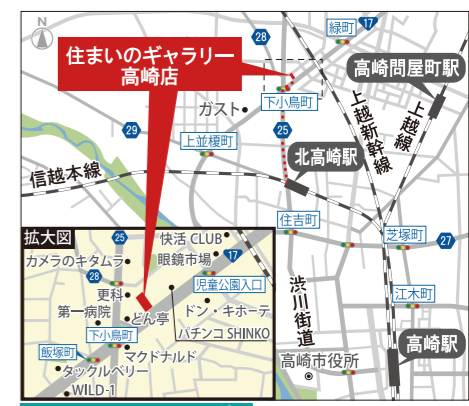 N
28
緑町
17
住まいのギャラリー
高崎店
高崎問屋町駅
ガスト
下小鳥町
上越新幹線
上越線
29
上並榎町
25
北高崎駅
信越本線
住吉町
芝塚町
27
渋川街道
江木町
高崎駅
高崎市役所
拡大図
25
快活 CLUB
カメラのキタムラ
眼鏡市場
17
28
児童公園入口
更科
第一病院
どん亭
ドン・キホーテ
パチンコ SHINKO
下小鳥町
飯塚町
マクドナルド
タックルベリー
WILD-1